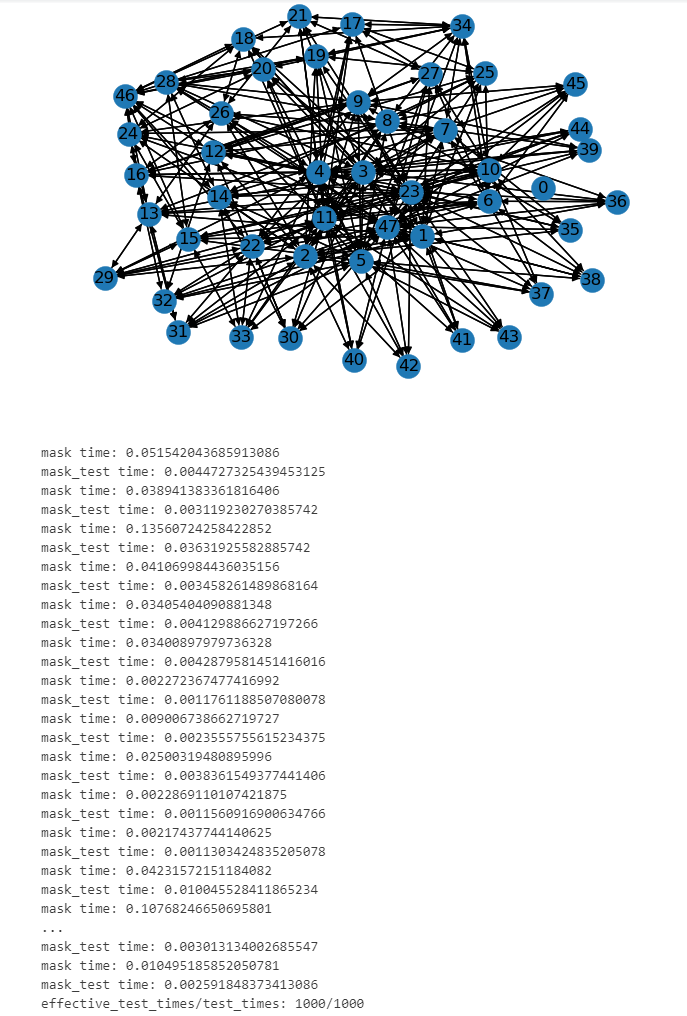 21
17
34
18
19
20
27
25
28
45
46
9
26
8
7
44
24
12
39
10
4
3
16
0
23
14
6
36
13
11
47
35
15
1
22
2
5
29
38
37
32
31
33
30
43
41
40
42
mask time: 0.051542043685913086
mask_test time: 0.0044727325439453125
mask time: 0.038941383361816406
mask_test time: 0.003119230270385742
mask time: 0.13560724258422852
mask_test time: 0.03631925582885742
mask time: 0.041069984436035156
mask_test time: 0.003458261489868164
mask time: 0.03405404090881348
mask_test time: 0.004129886627197266
mask time: 0.03400897979736328
mask_test time: 0.0042879581451416016
mask time: 0.002272367477416992
mask_test time: 0.0011761188507080078
mask time: 0.009006738662719727
mask_test time: 0.0023555755615234375
mask time: 0.02500319480895996
mask_test time: 0.0038361549377441406
mask time: 0.0022869110107421875
mask_test time: 0.0011560916900634766
mask time: 0.00217437744140625
mask_test time: 0.0011303424835205078
mask time: 0.04231572151184082
mask_test time: 0.010045528411865234
mask time: 0.10768246650695801
...
mask_test time: 0.003013134002685547
mask time: 0.010495185852050781
mask_test time: 0.002591848373413086
effective_test_times/test_times: 1000/1000